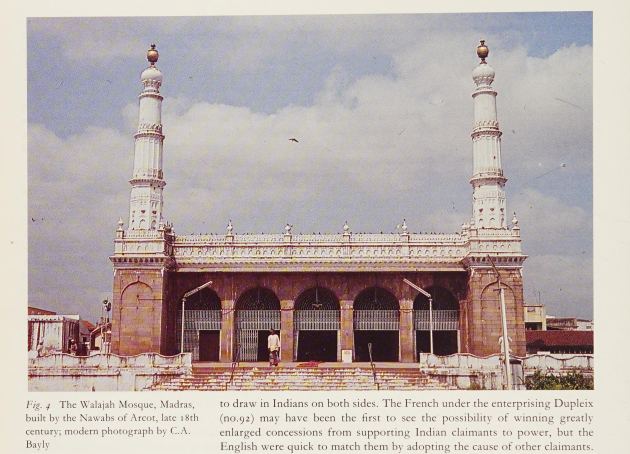 Fig. 4 The Walajah Mosque, Madras,
built by the Nawabs of Arcot, late 18th
century; modern photograph by C.A.
Bayly
to draw in Indians on both sides. The French under the enterprising Dupleix
(no.92) may have been the first to see the possibility of winning greatly
enlarged concessions from supporting Indian claimants to power, but the
English were quick to match them by adopting the cause of other claimants.